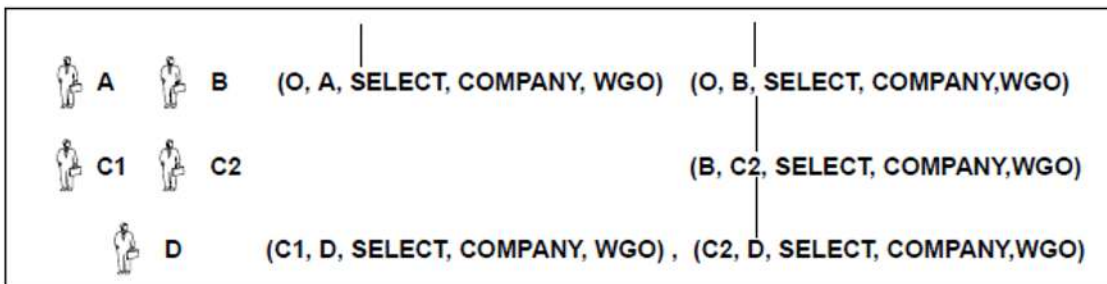 A B (O, A, SELECT, COMPANY, WGO) (O, B, SELECT, COMPANY,WGO)
C1 C2 (B, C2, SELECT, COMPANY,WGO)
D (C1, D, SELECT, COMPANY, WGO) , (C2, D, SELECT, COMPANY,WGO)